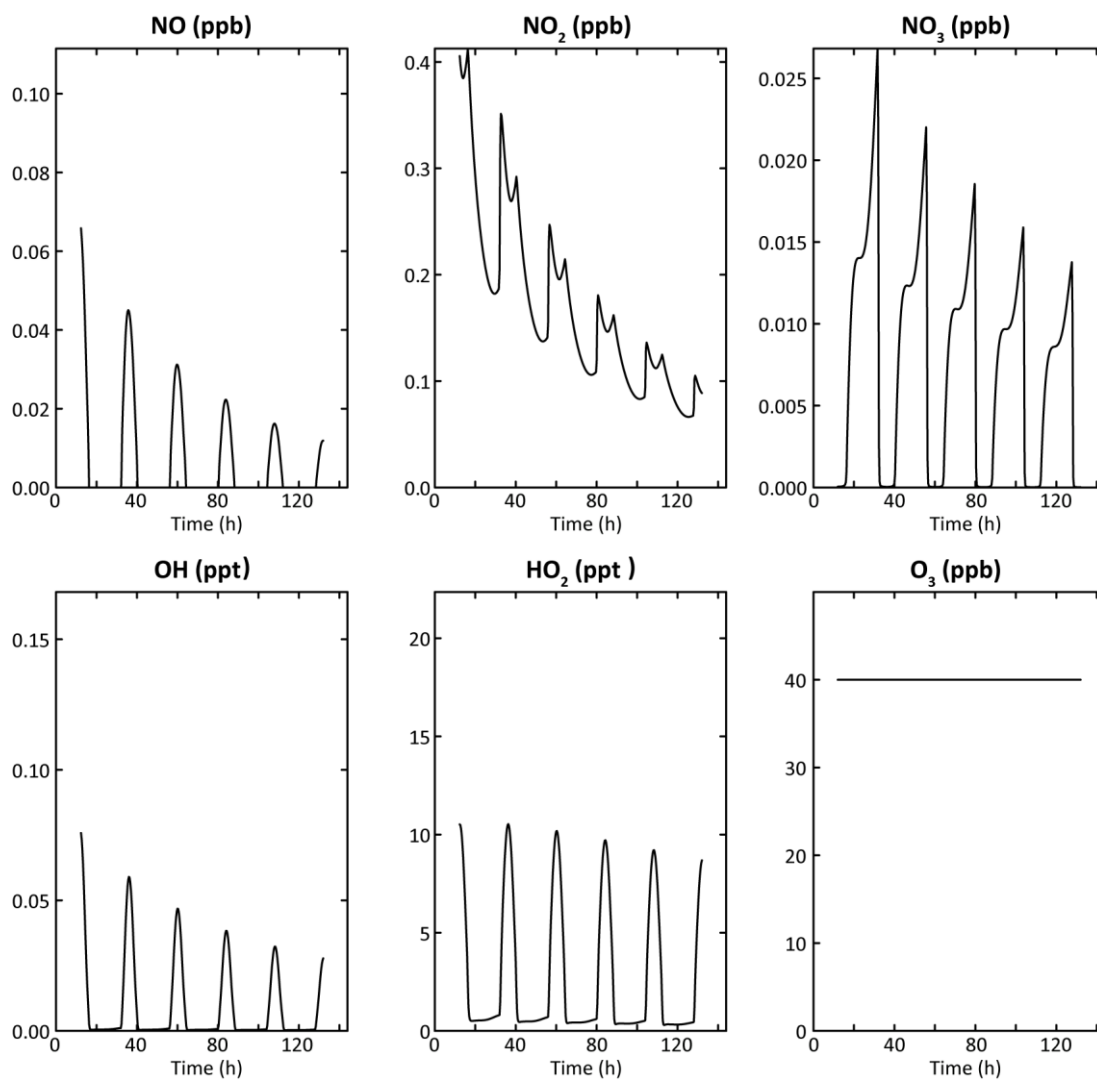 NO (ppb)
0.10
0.08
0.06
0.04
0.02
0.00
0 40 80 120
Time (h)
NO₂ (ppb)
0.4
0.3
0.2
0.1
0.0
0 40 80 120
Time (h)
NO₃ (ppb)
0.025
0.020
0.015
0.010
0.005
0.000
0 40 80 120
Time (h)
OH (ppt)
0.15
0.10
0.05
0.00
0 40 80 120
Time (h)
HO₂ (ppt )
20
15
10
5
0
0 40 80 120
Time (h)
O₃ (ppb)
40
30
20
10
0
0 40 80 120
Time (h)